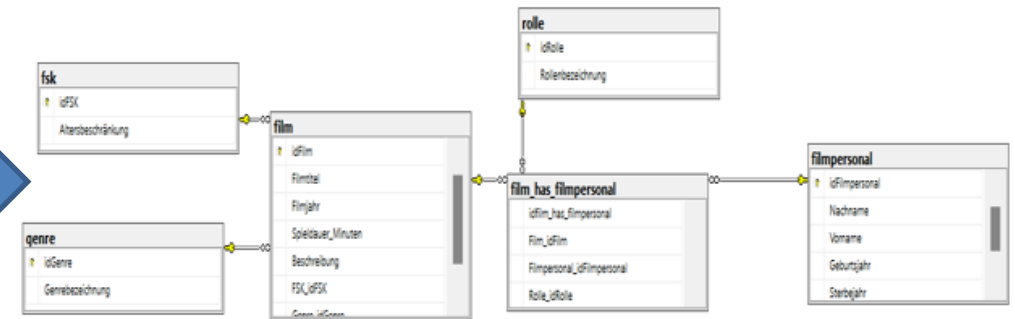 rolle
idRolle
Rollenbezeichnung
fsk
idFSK
Altersbeschränkung
film
idFilm
Filmtitel
Filmjahr
Spieldauer_Minuten
Beschreibung
FSK_idFSK
Genre_idGenre
genre
idGenre
Genrebezeichnung
film_has_filmpersonal
idfilm_has_filmpersonal
Film_idFilm
Filmpersonal_idFilmpersonal
Rolle_idRolle
filmpersonal
idFilmpersonal
Nachname
Vorname
Geburtsjahr
Sterbejahr